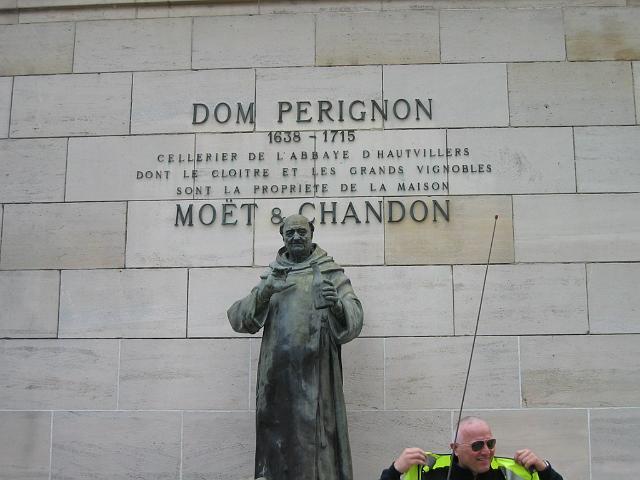 DOM PERIGNON
1638 - 1715
CELLERIER DE L'ABBAYE D'HAUTVILLERS
DONT LE CLOITRE ET LES GRANDS VIGNOBLES
SONT LA PROPRIETE DE LA MAISON
MOËT & CHANDON